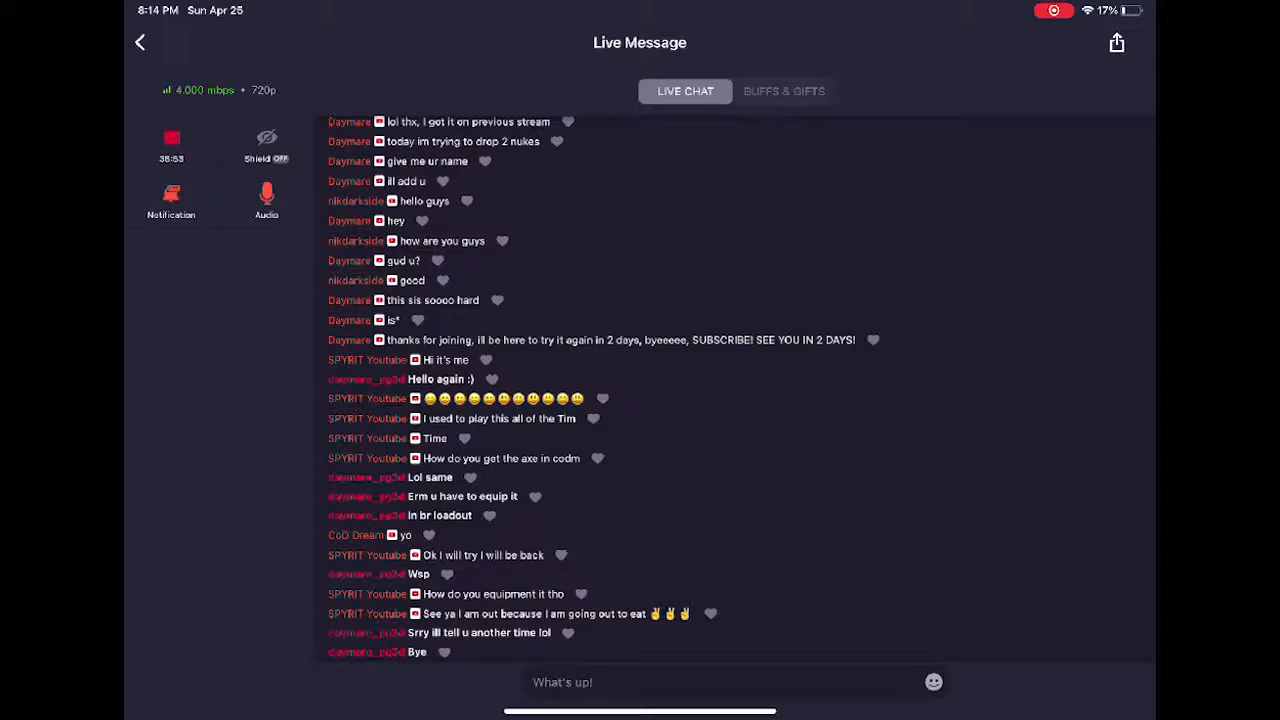 8:14 PM Sun Apr 25
17%
Live Message
4.000 mbps • 720p
LIVE CHAT
BUFFS & GIFTS
38:53
Shield OFF
Notification
Audio
Daymare lol thx, I got it on previous stream
Daymare today im trying to drop 2 nukes
Daymare give me ur name
Daymare ill add u
nikdarkside hello guys
Daymare hey
nikdarkside how are you guys
Daymare gud u?
nikdarkside good
Daymare this sis soooo hard
Daymare is*
Daymare thanks for joining, ill be here to try it again in 2 days, byeeeee, SUBSCRIBE! SEE YOU IN 2 DAYS!
SPYRIT Youtube Hi it's me
daymare_pg3d Hello again :)
SPYRIT Youtube 😃😃😃😃😃😃😃😃😃😃😃
SPYRIT Youtube I used to play this all of the Tim
SPYRIT Youtube Time
SPYRIT Youtube How do you get the axe in codm
daymare_pg3d Lol same
daymare_pg3d Erm u have to equip it
daymare_pg3d In br loadout
CoD Dream yo
SPYRIT Youtube Ok I will try I will be back
daymare_pg3d Wsp
SPYRIT Youtube How do you equipment it tho
SPYRIT Youtube See ya I am out because I am going out to eat ✌️✌️✌️
daymare_pg3d Srry ill tell u another time lol
daymare_pg3d Bye
What's up!